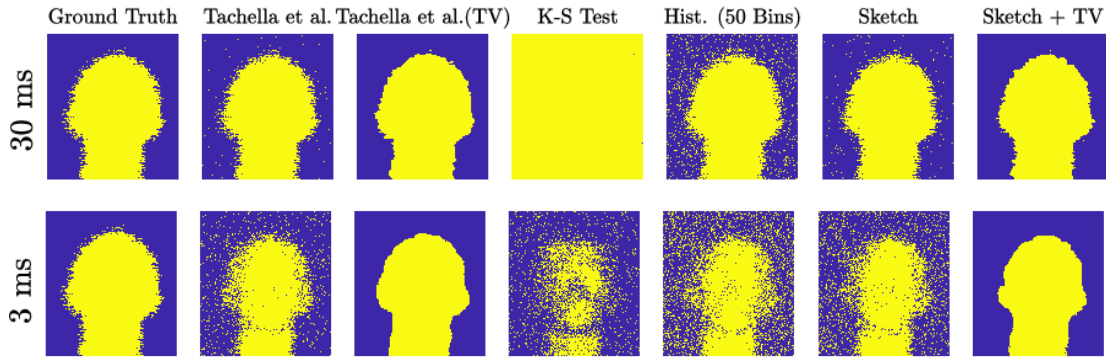 Ground Truth Tachella et al. Tachella et al.(TV) K-S Test Hist. (50 Bins) Sketch Sketch + TV
30 ms
3 ms